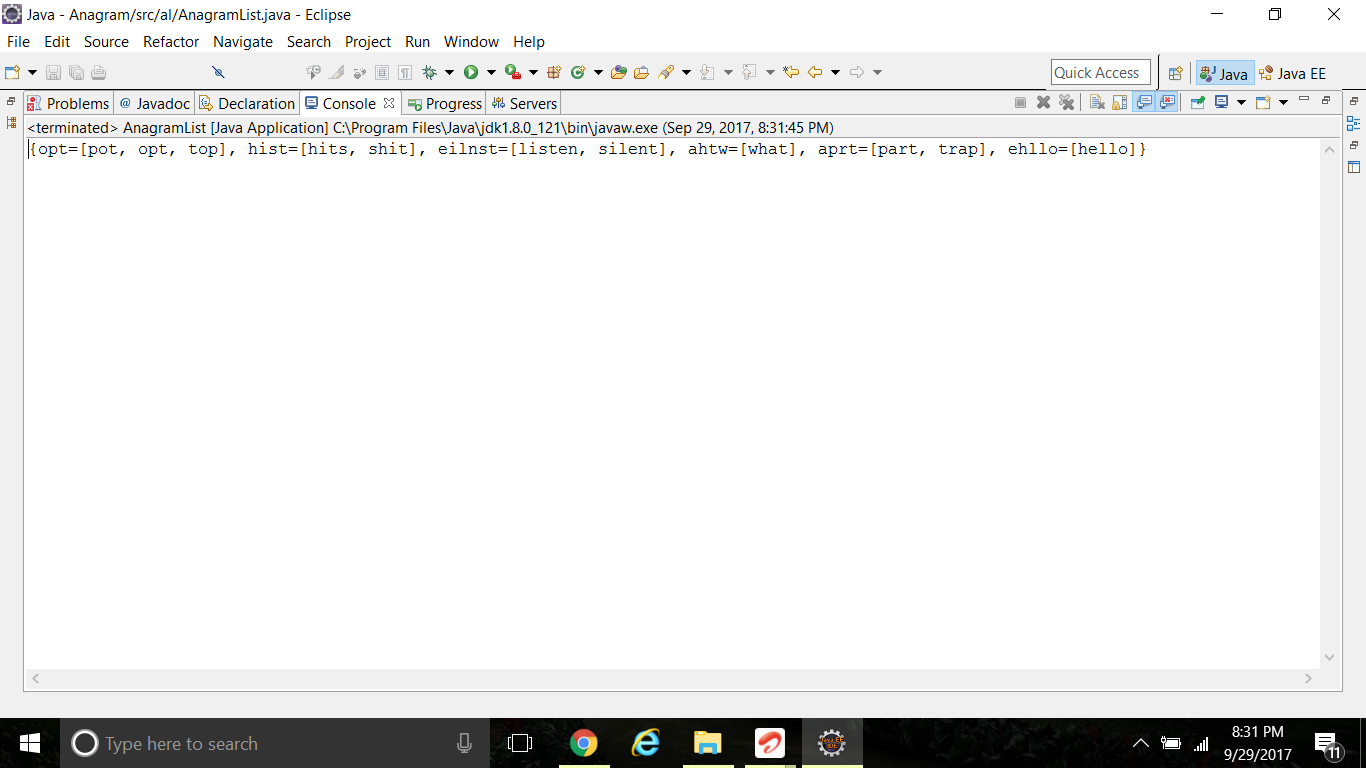 Java - Anagram/src/al/AnagramList.java - Eclipse
File Edit Source Refactor Navigate Search Project Run Window Help
Quick Access Java Java EE
Problems @ Javadoc Declaration Console Progress Servers
<terminated> AnagramList [Java Application] C:\Program Files\Java\jdk1.8.0_121\bin\javaw.exe (Sep 29, 2017, 8:31:45 PM)
{opt=[pot, opt, top], hist=[hits, shit], eilnst=[listen, silent], ahtw=[what], aprt=[part, trap], ehllo=[hello]}
Type here to search
8:31 PM
9/29/2017
11